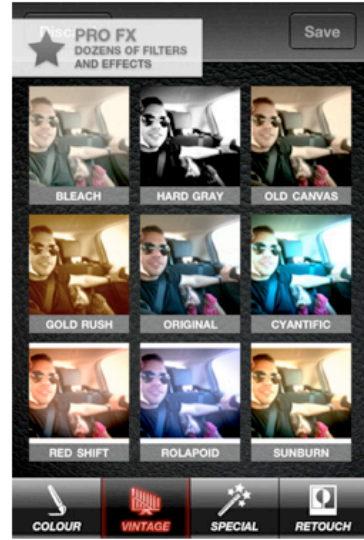 PRO FX
DOZENS OF FILTERS
AND EFFECTS
Save
BLEACH
HARD GRAY
OLD CANVAS
GOLD RUSH
ORIGINAL
CYANTIFIC
RED SHIFT
ROLAPOID
SUNBURN
COLOUR
VINTAGE
SPECIAL
RETOUCH